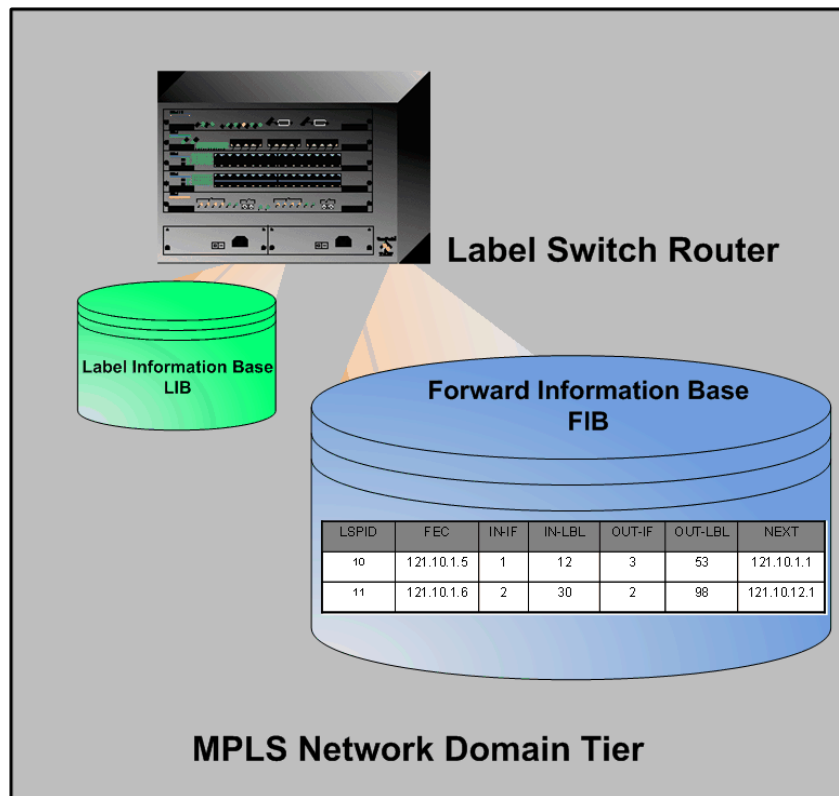 Label Switch Router
Label Information Base
LIB
Forward Information Base
FIB
LSPID FEC IN-IF IN-LBL OUT-IF OUT-LBL NEXT
10 121.10.1.5 1 12 3 53 121.10.1.1
11 121.10.1.6 2 30 2 98 121.10.12.1
MPLS Network Domain Tier